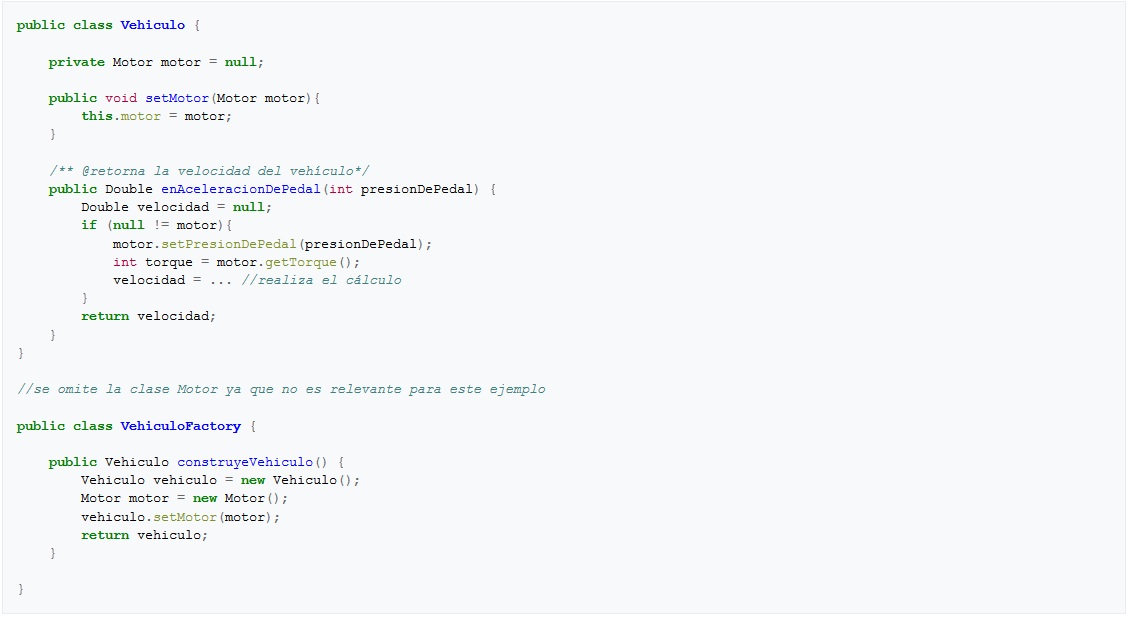 public class Vehiculo {
private Motor motor = null;
public void setMotor(Motor motor){
this.motor = motor;
}
/** @retorna la velocidad del vehículo*/
public Double enAceleracionDePedal(int presionDePedal) {
Double velocidad = null;
if (null != motor){
motor.setPresionDePedal(presionDePedal);
int torque = motor.getTorque();
velocidad = ... //realiza el cálculo
}
return velocidad;
}
}
//se omite la clase Motor ya que no es relevante para este ejemplo
public class VehiculoFactory {
public Vehiculo construyeVehiculo() {
Vehiculo vehiculo = new Vehiculo();
Motor motor = new Motor();
vehiculo.setMotor(motor);
return vehiculo;
}
}